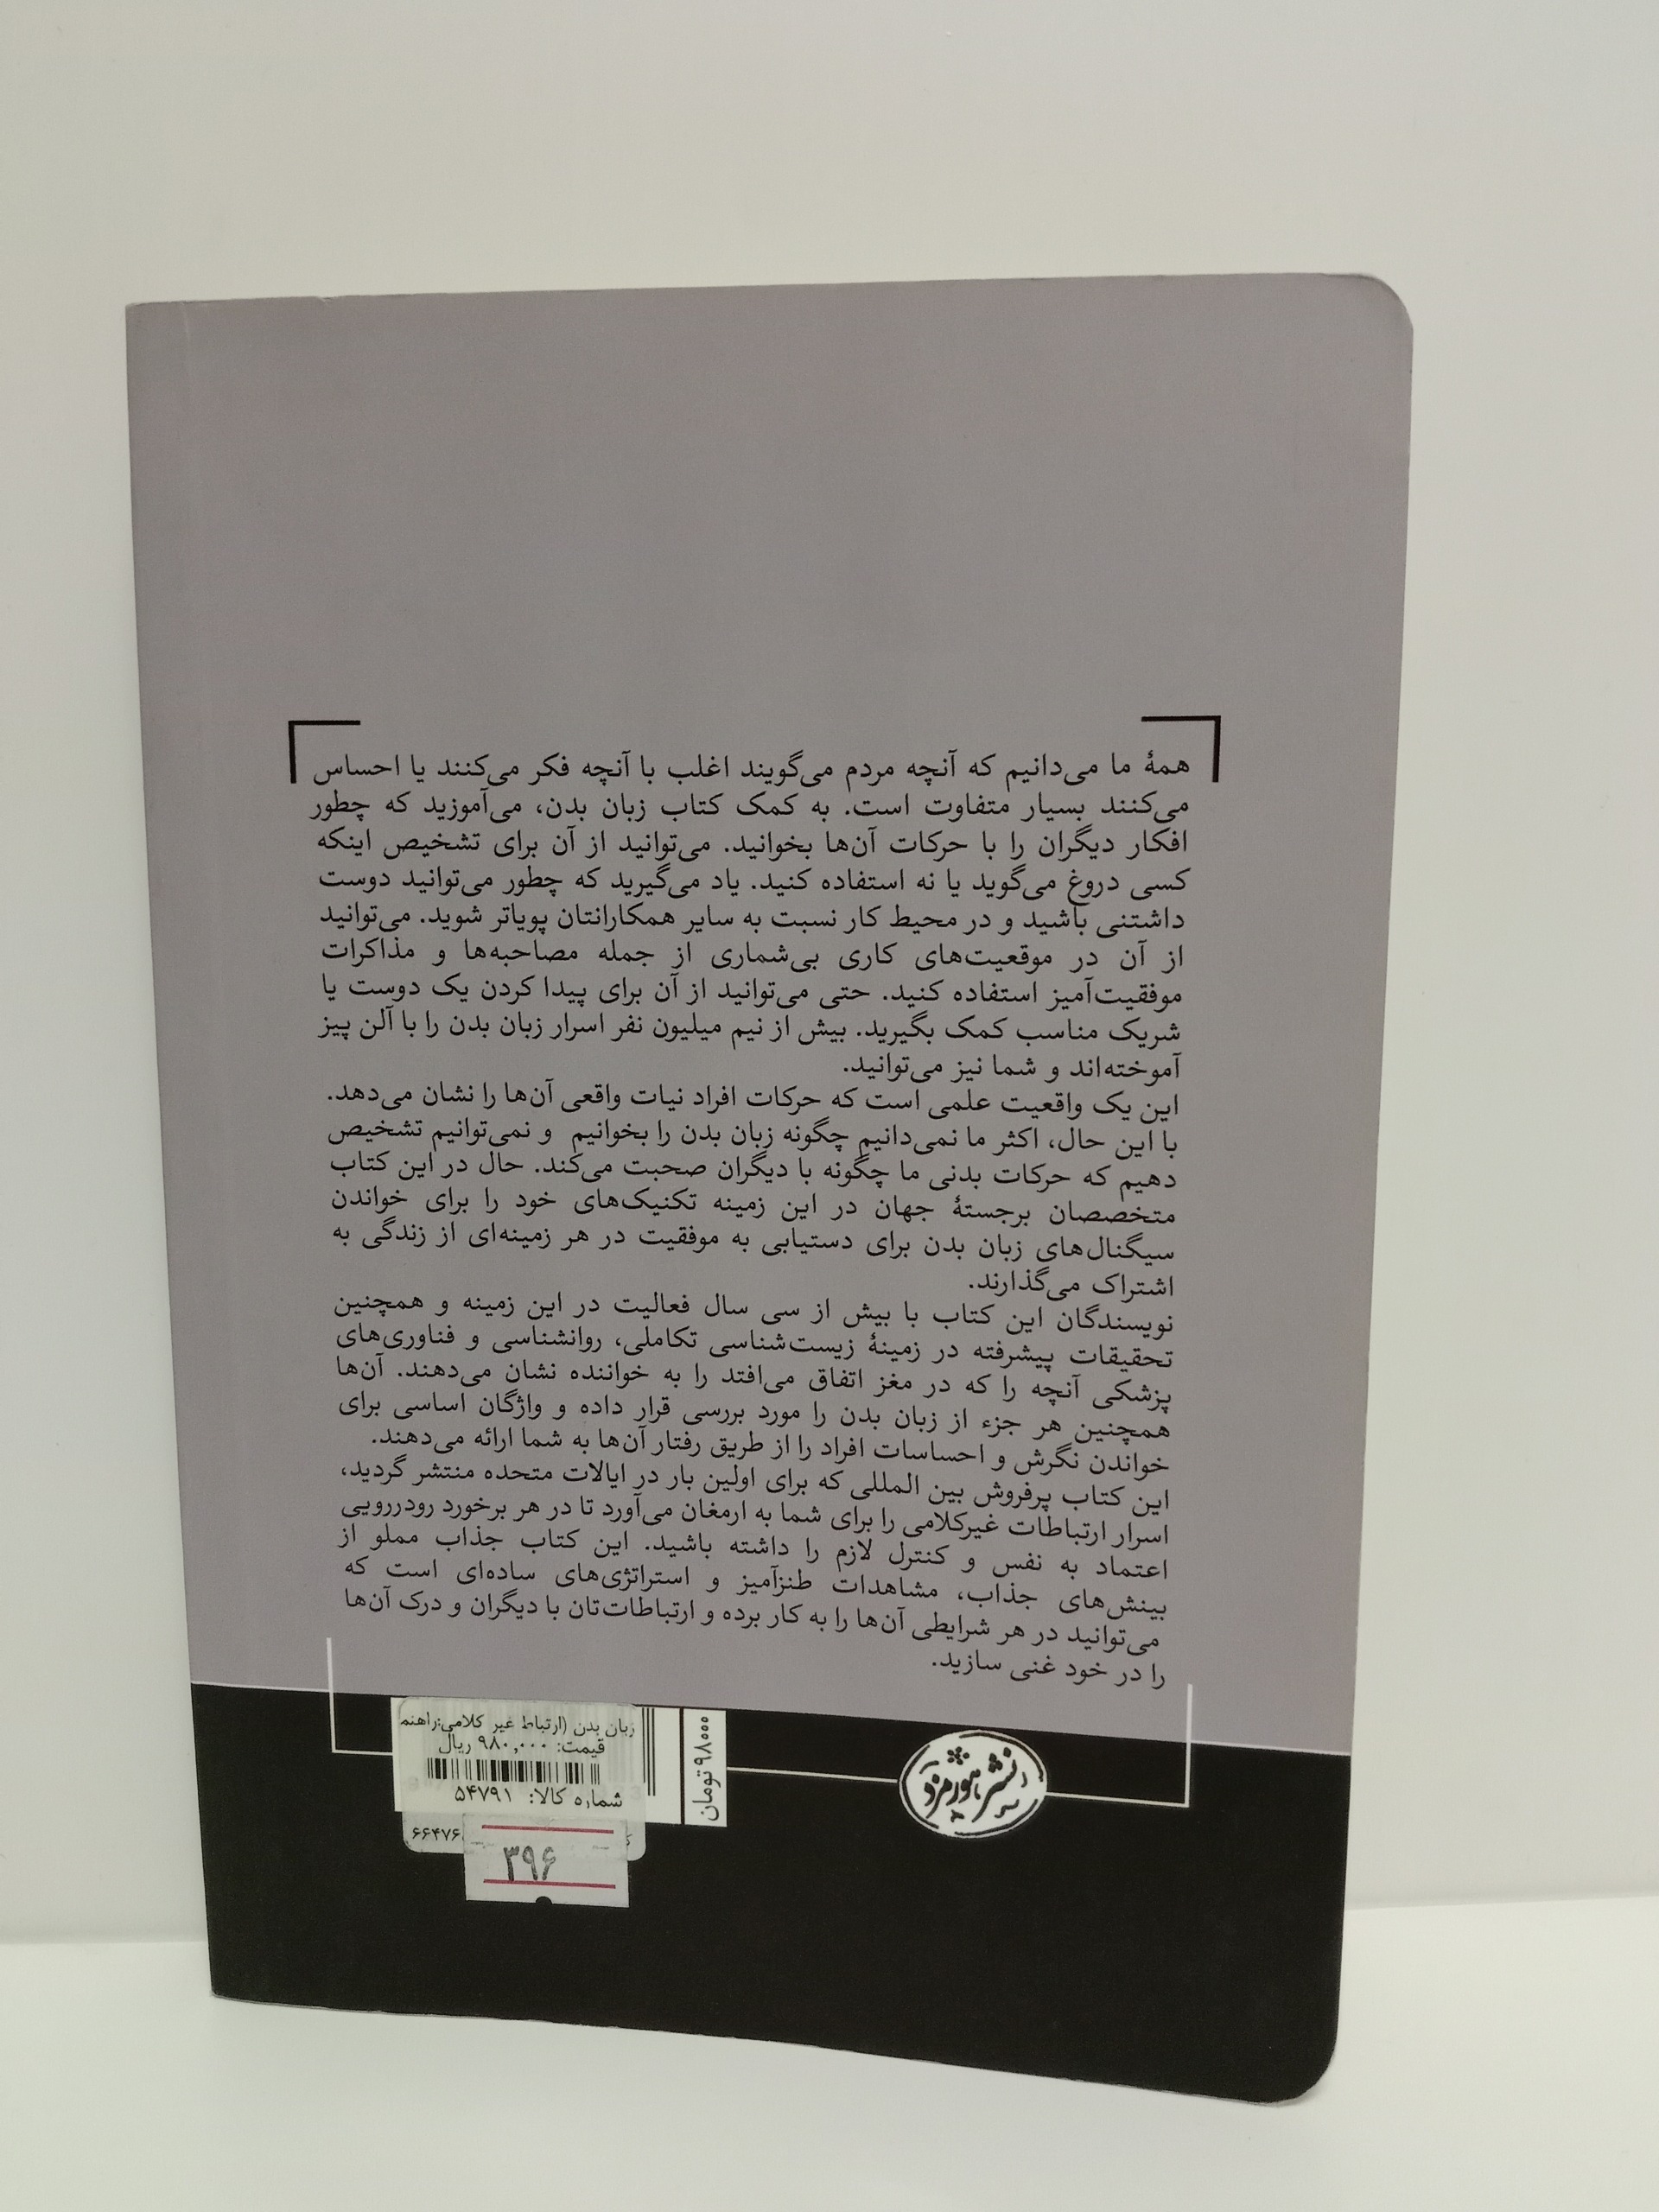 همهٔ ما می‌دانیم که آنچه مردم می‌گویند اغلب با آنچه فکر می‌کنند یا احساس
می‌کنند بسیار متفاوت است. به کمک کتاب زبان بدن، می‌آموزید که چطور
افکار دیگران را با حرکات آن‌ها بخوانید. می‌توانید از آن برای تشخیص اینکه
کسی دروغ می‌گوید یا نه استفاده کنید. یاد می‌گیرید که چطور می‌توانید دوست
داشتنی باشید و در محیط کار نسبت به سایر همکارانتان پویاتر شوید. می‌توانید
از آن در موقعیت‌های کاری بی‌شماری از جمله مصاحبه‌ها و مذاکرات
موفقیت‌آمیز استفاده کنید. حتی می‌توانید از آن برای پیدا کردن یک دوست یا
شریک مناسب کمک بگیرید. بیش از نیم میلیون نفر اسرار زبان بدن را با آلن پیز
آموخته‌اند و شما نیز می‌توانید.
این یک واقعیت علمی است که حرکات افراد نیات واقعی آن‌ها را نشان می‌دهد.
با این حال، اکثر ما نمی‌دانیم چگونه زبان بدن را بخوانیم و نمی‌توانیم تشخیص
دهیم که حرکات بدنی ما چگونه با دیگران صحبت می‌کند. حال در این کتاب
متخصصان برجستهٔ جهان در این زمینه تکنیک‌های خود را برای خواندن
سیگنال‌های زبان بدن برای دستیابی به موفقیت در هر زمینه‌ای از زندگی به
اشتراک می‌گذارند.
نویسندگان این کتاب با بیش از سی سال فعالیت در این زمینه و همچنین
تحقیقات پیشرفته در زمینهٔ زیست‌شناسی تکاملی، روانشناسی و فناوری‌های
پزشکی آنچه را که در مغز اتفاق می‌افتد را به خواننده نشان می‌دهند. آن‌ها
همچنین هر جزء از زبان بدن را مورد بررسی قرار داده و واژگان اساسی برای
خواندن نگرش و احساسات افراد را از طریق رفتار آن‌ها به شما ارائه می‌دهند.
این کتاب پرفروش بین المللی که برای اولین بار در ایالات متحده منتشر گردید،
اسرار ارتباطات غیرکلامی را برای شما به ارمغان می‌آورد تا در هر برخورد رودررویی
اعتماد به نفس و کنترل لازم را داشته باشید. این کتاب جذاب مملو از
بینش‌های جذاب، مشاهدات طنزآمیز و استراتژی‌های ساده‌ای است که
می‌توانید در هر شرایطی آن‌ها را به کار برده و ارتباطات‌تان با دیگران و درک آن‌ها
را در خود غنی سازید.
نشر هورمزد
۹۸۰۰۰ تومان
زبان بدن (ارتباط غیر کلامی:راهنم
قیمت: ۹۸۰,۰۰۰ ریال
شماره کالا: ۵۴۷۹۱
۶۶۴۷۶
۳۹۶